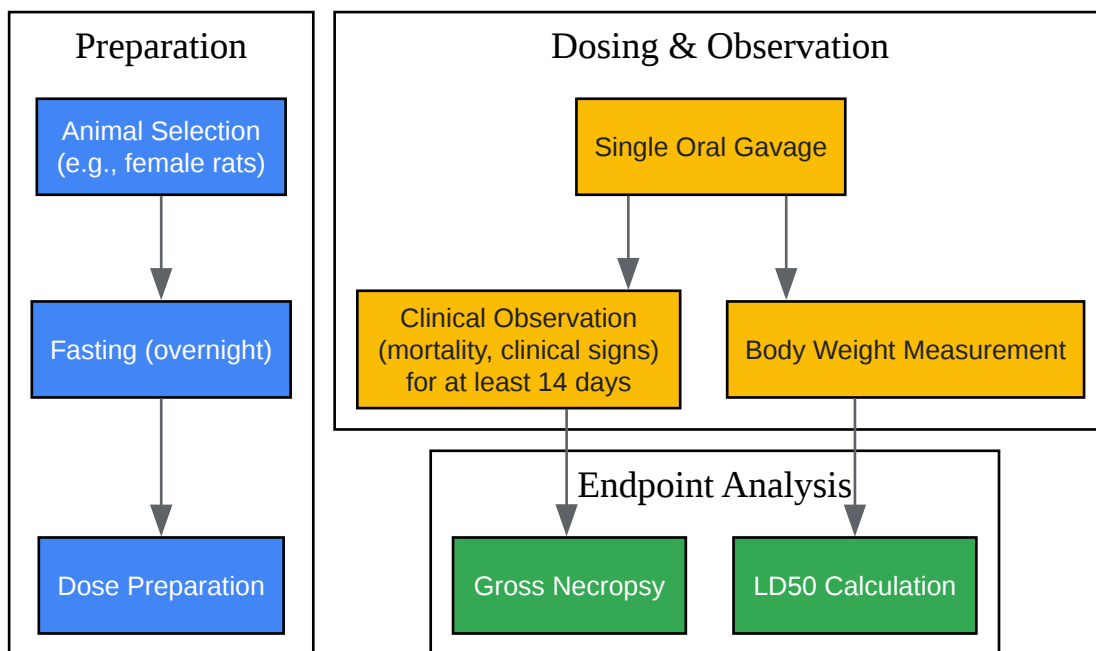 Preparation
Animal Selection
(e.g., female rats)
Fasting (overnight)
Dose Preparation
Dosing & Observation
Single Oral Gavage
Clinical Observation
(mortality, clinical signs)
for at least 14 days
Body Weight Measurement
Endpoint Analysis
Gross Necropsy
LD50 Calculation